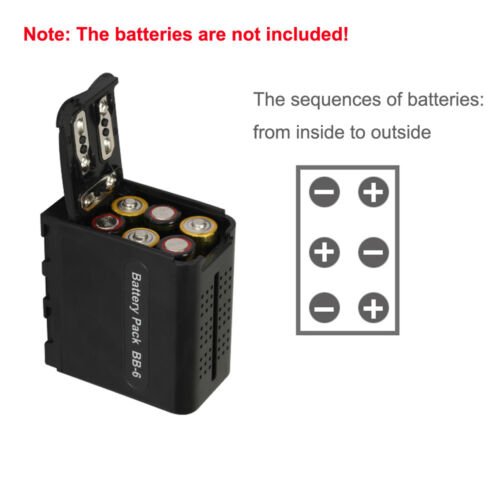 Note: The batteries are not included!
The sequences of batteries:
from inside to outside
− +
+ −
− +
Battery Pack BB-6